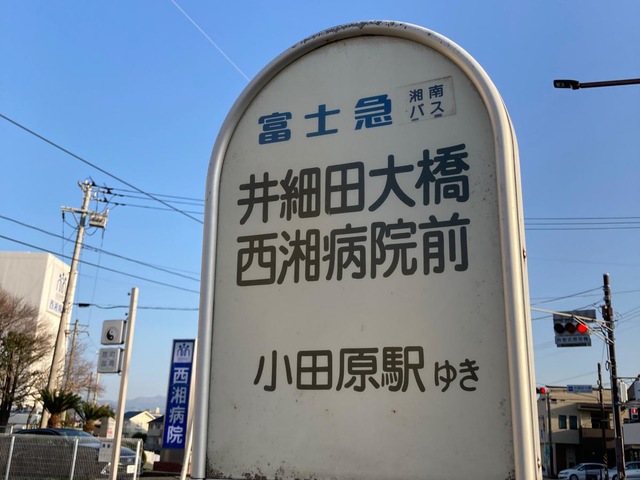 富士急 湘南バス
井細田大橋
西湘病院前
小田原駅ゆき
西湘病院